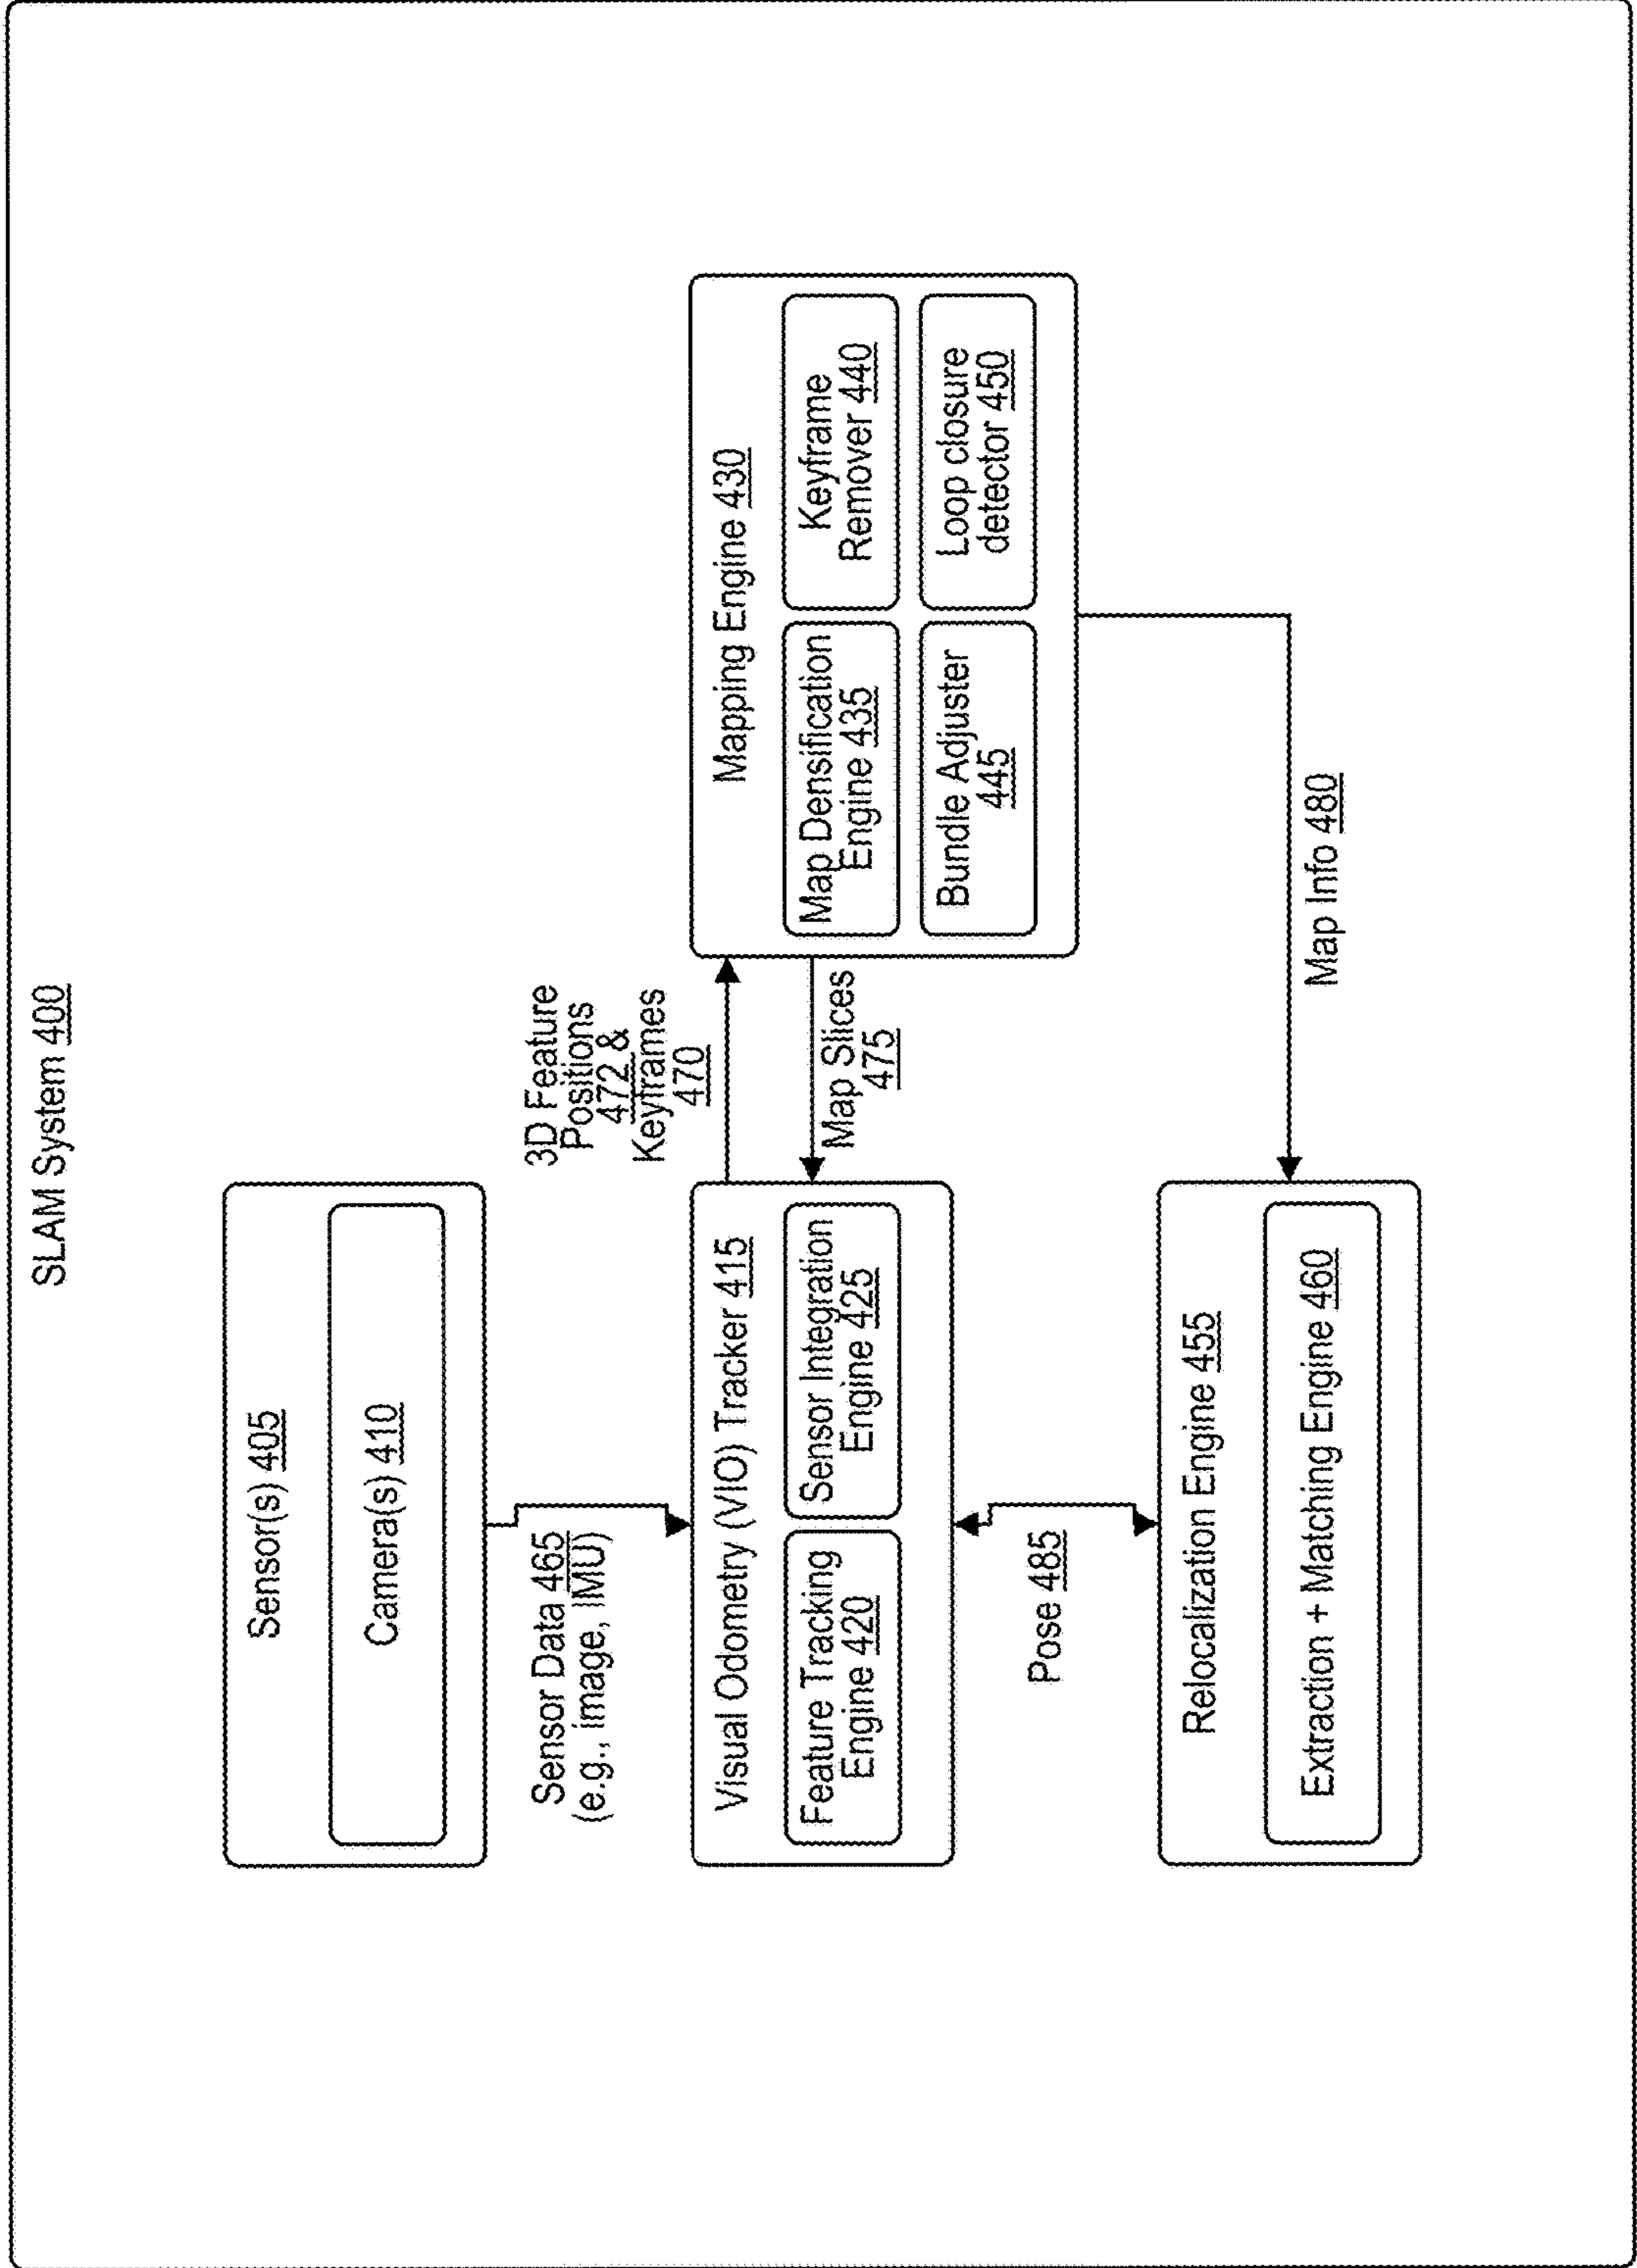 SLAM System 400
Sensor(s) 405
Camera(s) 410
Sensor Data 465
(e.g., image, IMU)
Visual Odometry (VIO) Tracker 415
Feature Tracking
Engine 420
Sensor Integration
Engine 425
3D Feature
Positions
472 &
Keyframes
470
Map Slices
475
Mapping Engine 430
Map Densification
Engine 435
Keyframe
Remover 440
Bundle Adjuster
445
Loop closure
detector 450
Pose 485
Map Info 480
Relocalization Engine 455
Extraction + Matching Engine 460